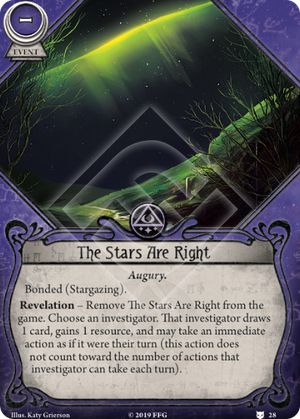 –
EVENT
The Stars Are Right
Augury.
Bonded (Stargazing).
Revelation – Remove The Stars Are Right from the
game. Choose an investigator. That investigator draws
1 card, gains 1 resource, and may take an immediate
action as if it were their turn (this action does
not count toward the number of actions that
investigator can take each turn).
Illus. Katy Grierson © 2019 FFG 28